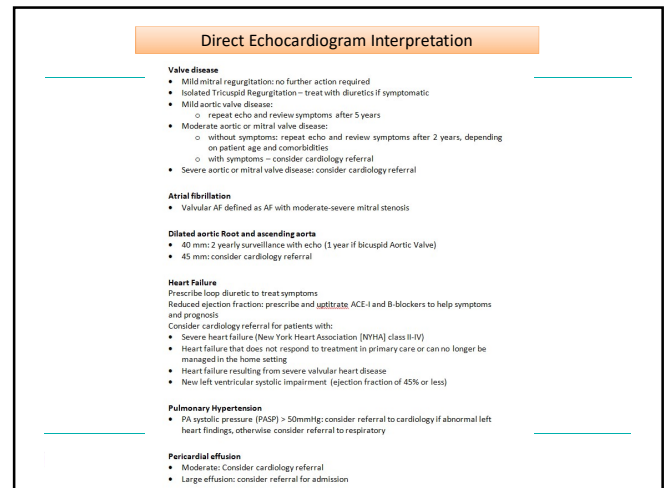 Direct Echocardiogram Interpretation
Valve disease
• Mild mitral regurgitation: no further action required
• Isolated Tricuspid Regurgitation – treat with diuretics if symptomatic
• Mild aortic valve disease:
o repeat echo and review symptoms after 5 years
• Moderate aortic or mitral valve disease:
o without symptoms: repeat echo and review symptoms after 2 years, depending
on patient age and comorbidities
o with symptoms – consider cardiology referral
• Severe aortic or mitral valve disease: consider cardiology referral
Atrial fibrillation
• Valvular AF defined as AF with moderate-severe mitral stenosis
Dilated aortic Root and ascending aorta
• 40 mm: 2 yearly surveillance with echo (1 year if bicuspid Aortic Valve)
• 45 mm: consider cardiology referral
Heart Failure
Prescribe loop diuretic to treat symptoms
Reduced ejection fraction: prescribe and uptitrate ACE-I and B-blockers to help symptoms
and prognosis
Consider cardiology referral for patients with:
• Severe heart failure (New York Heart Association [NYHA] class II-IV)
• Heart failure that does not respond to treatment in primary care or can no longer be
managed in the home setting
• Heart failure resulting from severe valvular heart disease
• New left ventricular systolic impairment (ejection fraction of 45% or less)
Pulmonary Hypertension
• PA systolic pressure (PASP) > 50mmHg: consider referral to cardiology if abnormal left
heart findings, otherwise consider referral to respiratory
Pericardial effusion
• Moderate: Consider cardiology referral
• Large effusion: consider referral for admission